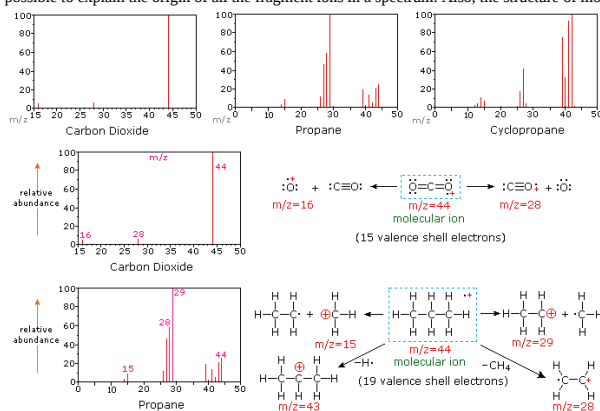 possible to explain the origin of all the fragment ions in a spectrum. Also, the structure of mo
100
80
60
40
20
0
m/z
15 20 25 30 35 40 45 50
Carbon Dioxide
100
80
60
40
20
0
m/z
0 10 20 30 40 50
Propane
100
80
60
40
20
0
m/z
0 10 20 30 40 50
Cyclopropane
relative
abundance
100
80
60
40
20
0
m/z
44
16
28
15 20 25 30 35 40 45 50
Carbon Dioxide
:O: + :C≡O: ← O=C=O → :C≡O: + :O:
m/z=16
m/z=44
m/z=28
molecular ion
(15 valence shell electrons)
relative
abundance
100
80
60
40
20
0
29
28
15
44
0 10 20 30 40 50
Propane
H H H H H H H H H
H-C-C· + ⊕C-H ← H-C-C-C-H ·+ → H-C-C⊕ + ·C-H
H H H H H H H H H
m/z=15
m/z=44
m/z=29
molecular ion
-H·
-CH₄
(19 valence shell electrons)
H ⊕ H
H-C-C-C-H
H H H
m/z=43
H H
C-C
H H
m/z=28